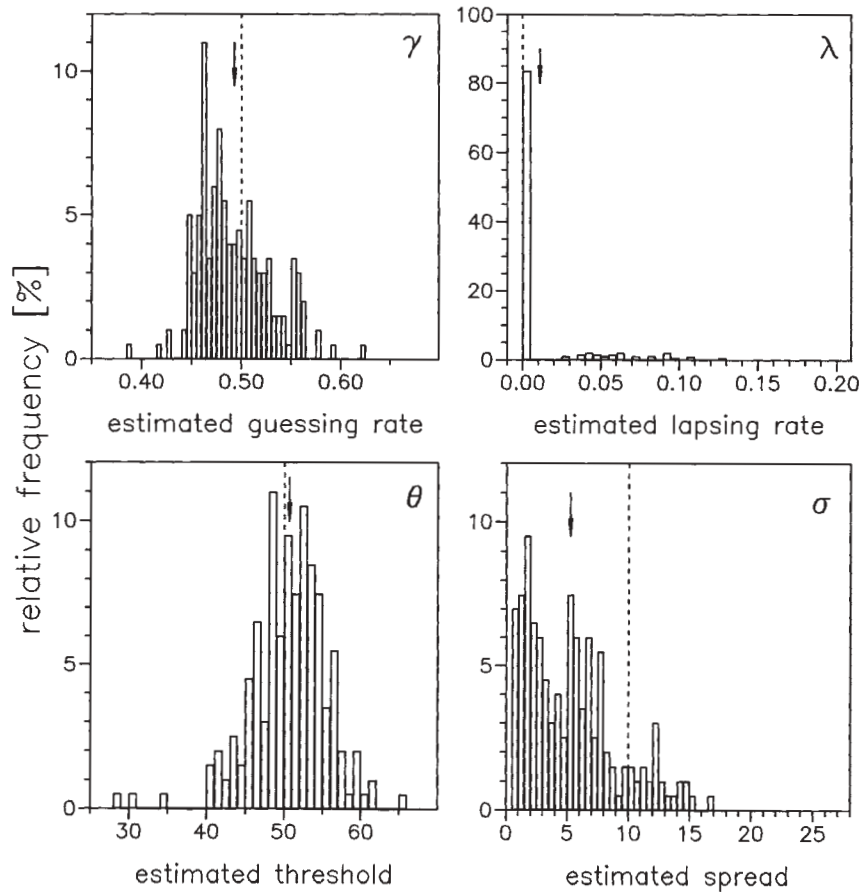 γ
10
5
0
0.40 0.50 0.60
estimated guessing rate
λ
100
80
60
40
20
0
0.00 0.05 0.10 0.15 0.20
estimated lapsing rate
relative frequency [%]
θ
10
5
0
30 40 50 60
estimated threshold
σ
10
5
0
0 5 10 15 20 25
estimated spread